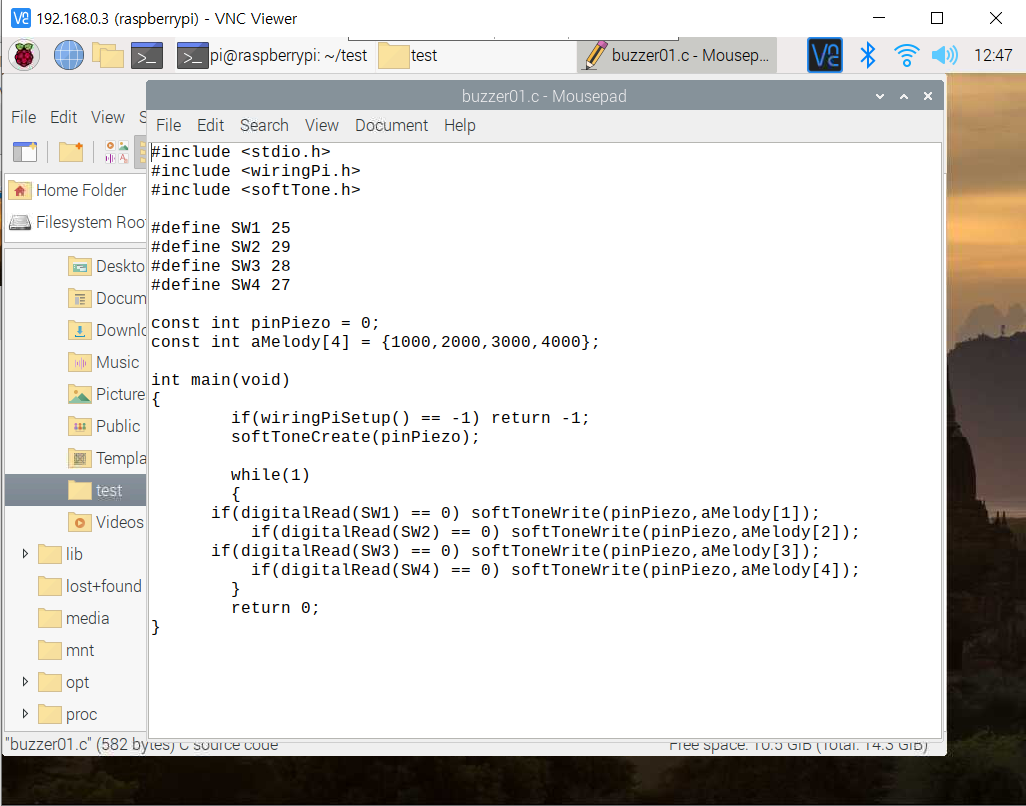 192.168.0.3 (raspberrypi) - VNC Viewer
pi@raspberrypi: ~/test
test
buzzer01.c - Mousep...
12:47
buzzer01.c - Mousepad
File Edit View S
File Edit Search View Document Help
Home Folder
Filesystem Roo
Deskto
Docum
Downlo
Music
Picture
Public
Templa
test
Videos
lib
lost+found
media
mnt
opt
proc
#include <stdio.h>
#include <wiringPi.h>
#include <softTone.h>
#define SW1 25
#define SW2 29
#define SW3 28
#define SW4 27
const int pinPiezo = 0;
const int aMelody[4] = {1000,2000,3000,4000};
int main(void)
{
if(wiringPiSetup() == -1) return -1;
softToneCreate(pinPiezo);
while(1)
{
if(digitalRead(SW1) == 0) softToneWrite(pinPiezo,aMelody[1]);
if(digitalRead(SW2) == 0) softToneWrite(pinPiezo,aMelody[2]);
if(digitalRead(SW3) == 0) softToneWrite(pinPiezo,aMelody[3]);
if(digitalRead(SW4) == 0) softToneWrite(pinPiezo,aMelody[4]);
}
return 0;
}
"buzzer01.c" (582 bytes) C source code
Free space: 10.5 GiB (Total: 14.3 GiB)